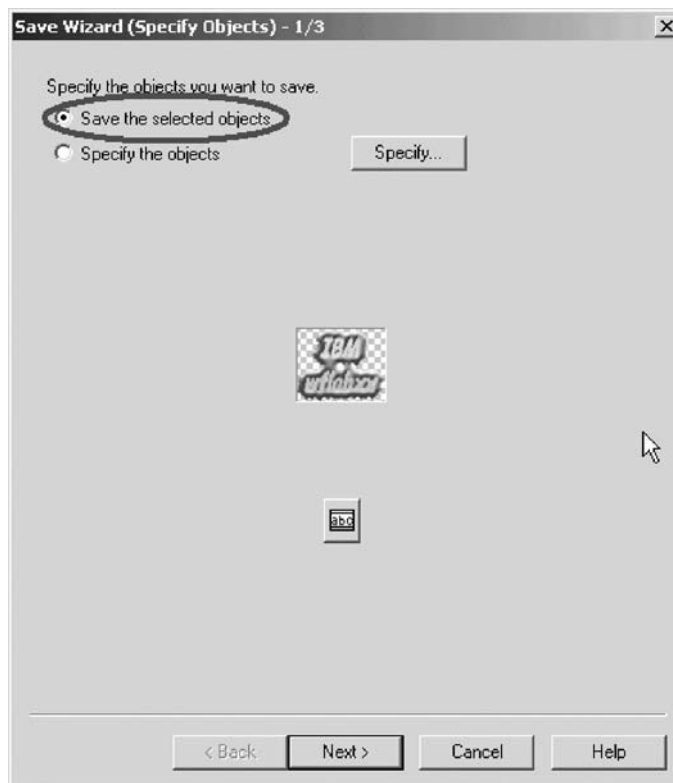 Save Wizard (Specify Objects) - 1/3
Specify the objects you want to save.
Save the selected objects
Specify the objects
Specify...
IBM
abc
< Back
Next >
Cancel
Help